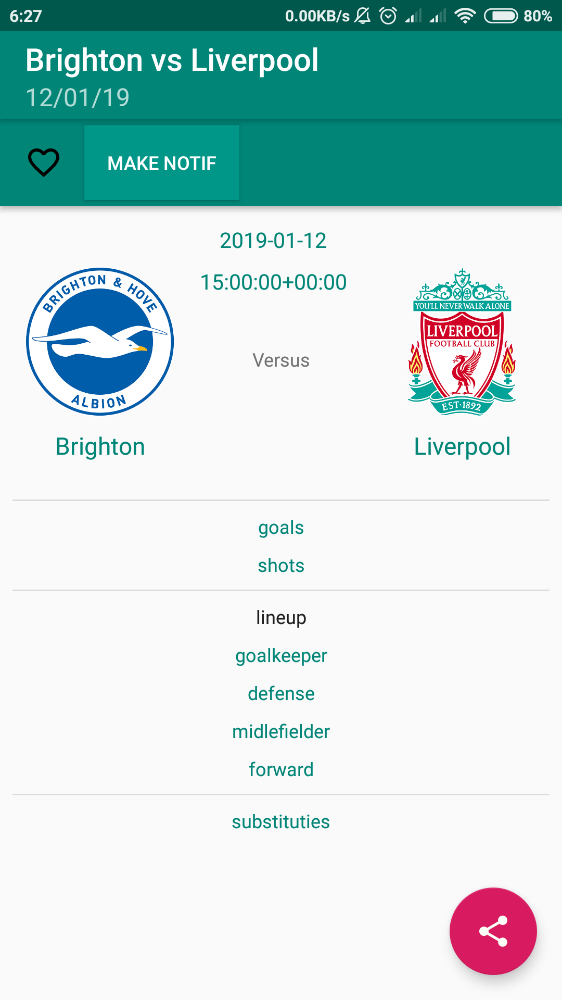 6:27 0.00KB/s 80%
Brighton vs Liverpool
12/01/19
MAKE NOTIF
2019-01-12
15:00:00+00:00
BRIGHTON & HOVE
ALBION
YOU'LL NEVER WALK ALONE
LIVERPOOL
FOOTBALL CLUB
EST·1892
Versus
Brighton
Liverpool
goals
shots
lineup
goalkeeper
defense
midlefielder
forward
substituties